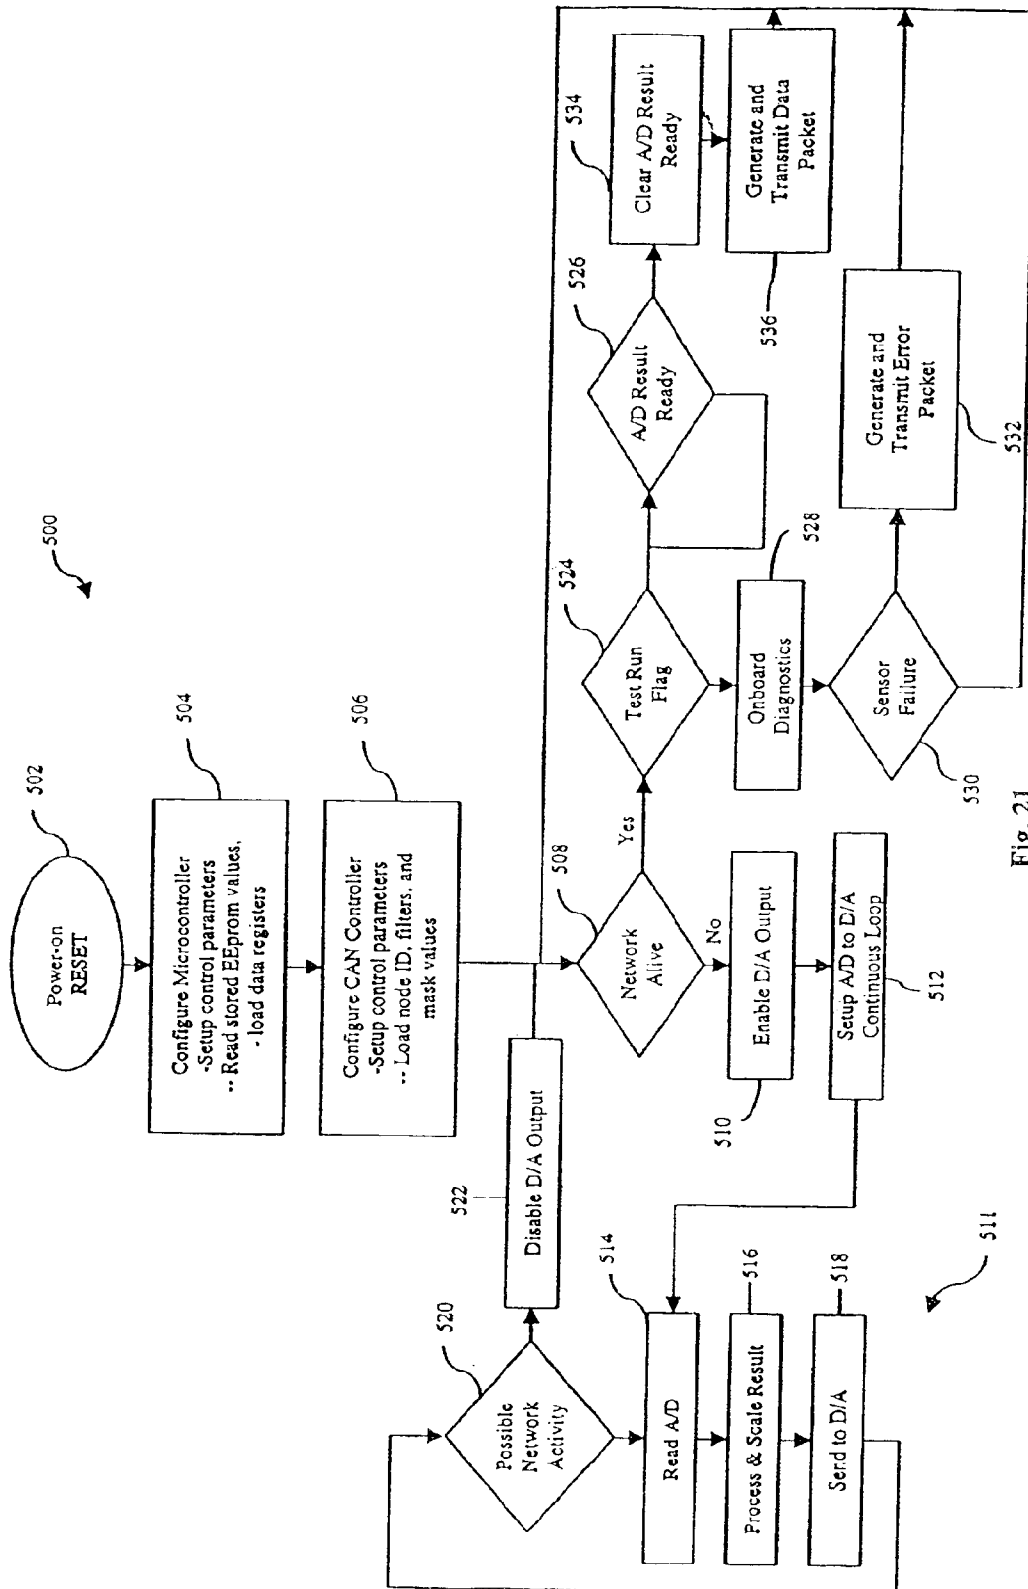 500
502
Power-on
RESET
504
Configure Microcontroller
-Setup control parameters
-- Read stored EEprom values,
- load data registers
506
Configure CAN Controller
-Setup control parameters
-- Load node ID, filters, and
mask values
508
Network
Alive
Yes
No
510
Enable D/A Output
Setup A/D to D/A
Continuous Loop
512
511
514
Read A/D
516
Process & Scale Result
518
Send to D/A
520
Possible
Network
Activity
522
Disable D/A Output
524
Test Run
Flag
526
A/D Result
Ready
528
Onboard
Diagnostics
Sensor
Failure
530
Generate and
Transmit Error
Packet
532
534
Clear A/D Result
Ready
Generate and
Transmit Data
Packet
536
Fig. 21